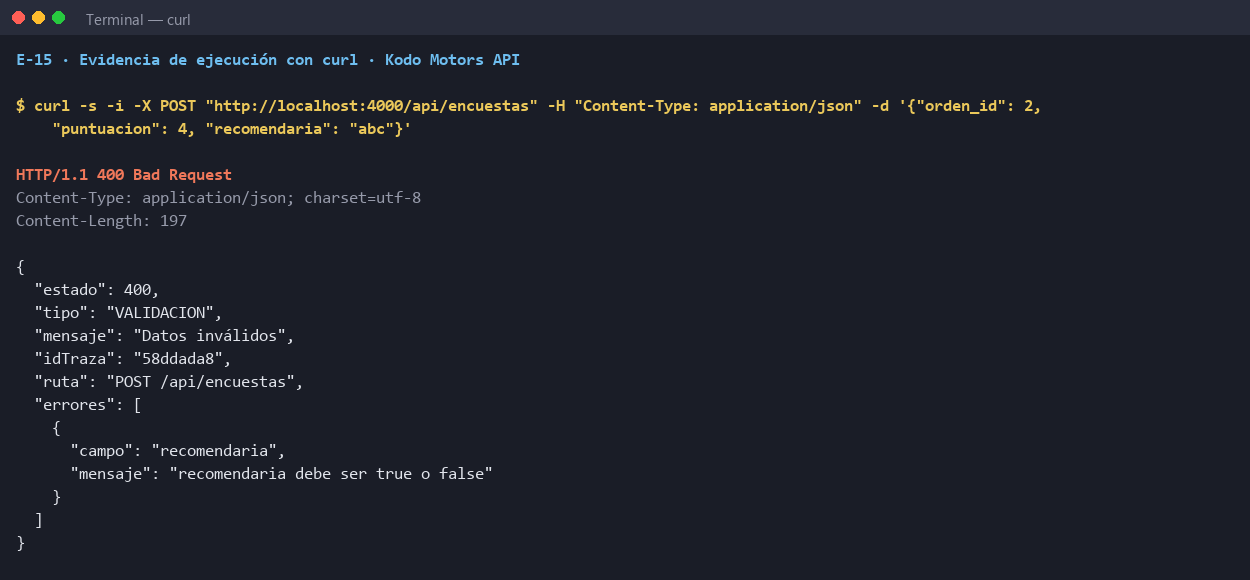 Terminal — curl
E-15 · Evidencia de ejecución con curl · Kodo Motors API
$ curl -s -i -X POST "http://localhost:4000/api/encuestas" -H "Content-Type: application/json" -d '{"orden_id": 2,
"puntuacion": 4, "recomendaria": "abc"}'
HTTP/1.1 400 Bad Request
Content-Type: application/json; charset=utf-8
Content-Length: 197
{
"estado": 400,
"tipo": "VALIDACION",
"mensaje": "Datos inválidos",
"idTraza": "58ddada8",
"ruta": "POST /api/encuestas",
"errores": [
{
"campo": "recomendaria",
"mensaje": "recomendaria debe ser true o false"
}
]
}